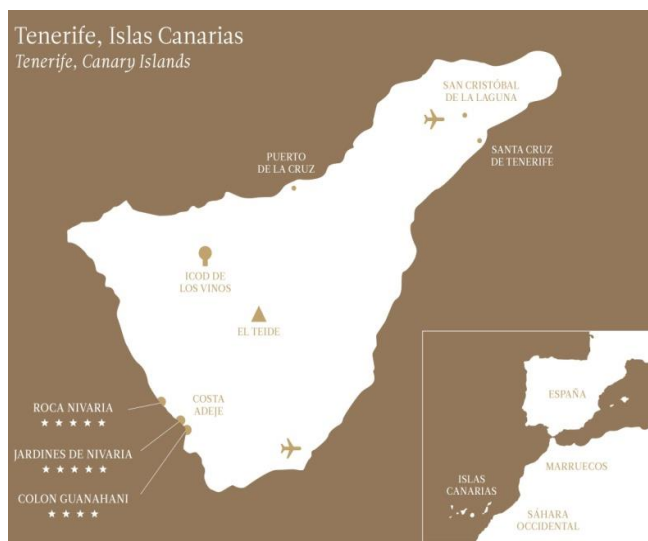 Tenerife, Islas Canarias
Tenerife, Canary Islands
SAN CRISTÓBAL
DE LA LAGUNA
SANTA CRUZ
DE TENERIFE
PUERTO
DE LA CRUZ
ICOD DE
LOS VINOS
EL TEIDE
COSTA
ADEJE
ROCA NIVARIA
★ ★ ★ ★ ★
JARDINES DE NIVARIA
★ ★ ★ ★ ★
COLON GUANAHANI
★ ★ ★ ★
ESPAÑA
MARRUECOS
ISLAS
CANARIAS
SÁHARA
OCCIDENTAL